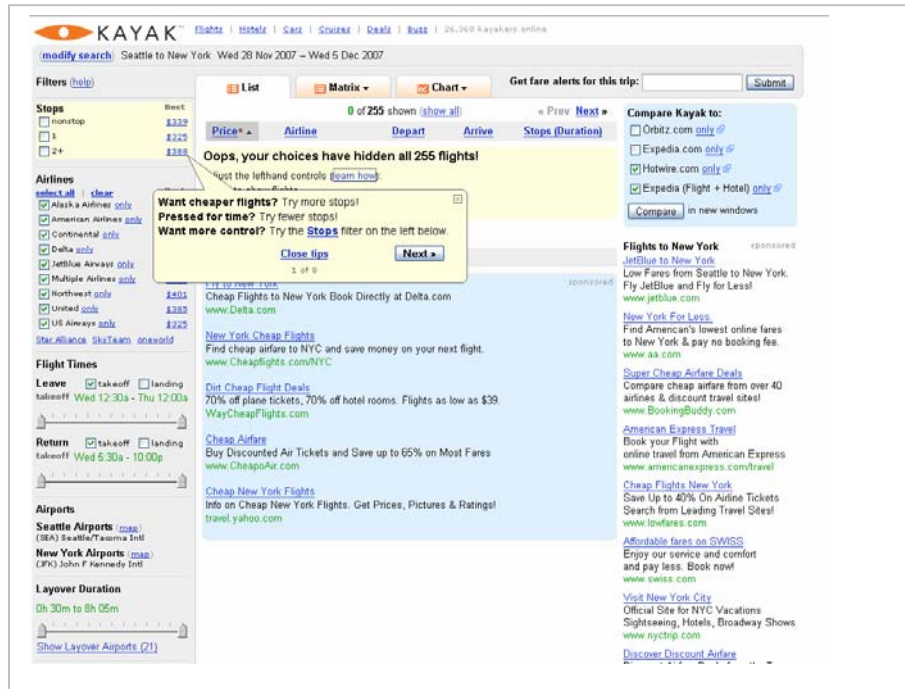 KAYAK
Flights | Hotels | Cars | Cruises | Deals | Buzz | 26,360 kayakers online
(modify search) Seattle to New York Wed 28 Nov 2007 – Wed 5 Dec 2007
Filters (help)
List
Matrix
Chart
Get fare alerts for this trip:
Submit
Stops Best
nonstop $339
1 $225
2+ $388
0 of 255 shown (show all) « Prev Next »
Price Airline Depart Arrive Stops (Duration)
Oops, your choices have hidden all 255 flights!
the lefthand controls (learn how):
Want cheaper flights? Try more stops!
Pressed for time? Try fewer stops!
Want more control? Try the Stops filter on the left below.
Close tips
Next »
1 of 8
Airlines
select all | clear
Alaska Airlines only
American Airlines only
Continental only
Delta only
JetBlue Airways only
Multiple Airlines only
Northwest only $401
United only $385
US Airways only $225
Star Alliance SkyTeam oneworld
Flight Times
Leave takeoff landing
takeoff Wed 12:30a - Thu 12:00a
Return takeoff landing
takeoff Wed 5:30a - 10:00p
Airports
Seattle Airports (map)
(SEA) Seattle/Tacoma Intl
New York Airports (map)
(JFK) John F Kennedy Intl
Layover Duration
0h 30m to 8h 05m
Show Layover Airports (21)
sponsored
Fly to New York
Cheap Flights to New York Book Directly at Delta.com
www.Delta.com
New York Cheap Flights
Find cheap airfare to NYC and save money on your next flight.
www.Cheapflights.com/NYC
Dirt Cheap Flight Deals
70% off plane tickets, 70% off hotel rooms. Flights as low as $39.
WayCheapFlights.com
Cheap Airfare
Buy Discounted Air Tickets and Save up to 65% on Most Fares
www.CheapoAir.com
Cheap New York Flights
Info on Cheap New York Flights. Get Prices, Pictures & Ratings!
travel.yahoo.com
Compare Kayak to:
Orbitz.com only
Expedia.com only
Hotwire.com only
Expedia (Flight + Hotel) only
Compare in new windows
Flights to New York sponsored
JetBlue to New York
Low Fares from Seattle to New York.
Fly JetBlue and Fly for Less!
www.jetblue.com
New York For Less.
Find American's lowest online fares
to New York & pay no booking fee.
www.aa.com
Super Cheap Airfare Deals
Compare cheap airfare from over 40
airlines & discount travel sites!
www.BookingBuddy.com
American Express Travel
Book your Flight with
online travel from American Express
www.americanexpress.com/travel
Cheap Flights New York
Save Up to 40% On Airline Tickets
Search from Leading Travel Sites!
www.lowfares.com
Affordable fares on SWISS
Enjoy our service and comfort
and pay less. Book now!
www.swiss.com
Visit New York City
Official Site for NYC Vacations
Sightseeing, Hotels, Broadway Shows
www.nyctrip.com
Discover Discount Airfare